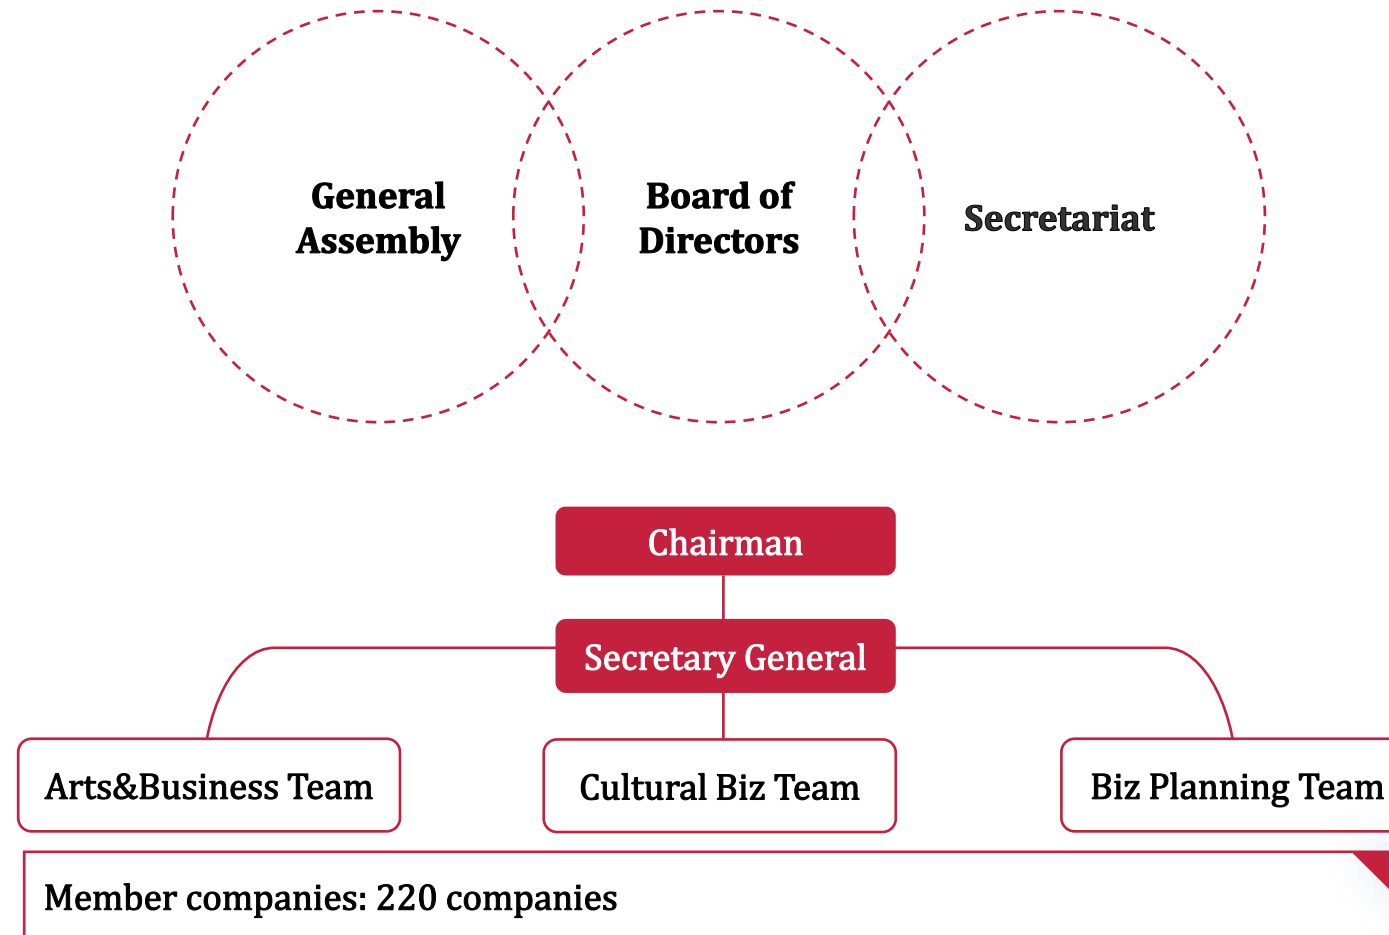 General
Assembly
Board of
Directors
Secretariat
Chairman
Secretary General
Arts&Business Team
Cultural Biz Team
Biz Planning Team
Member companies: 220 companies